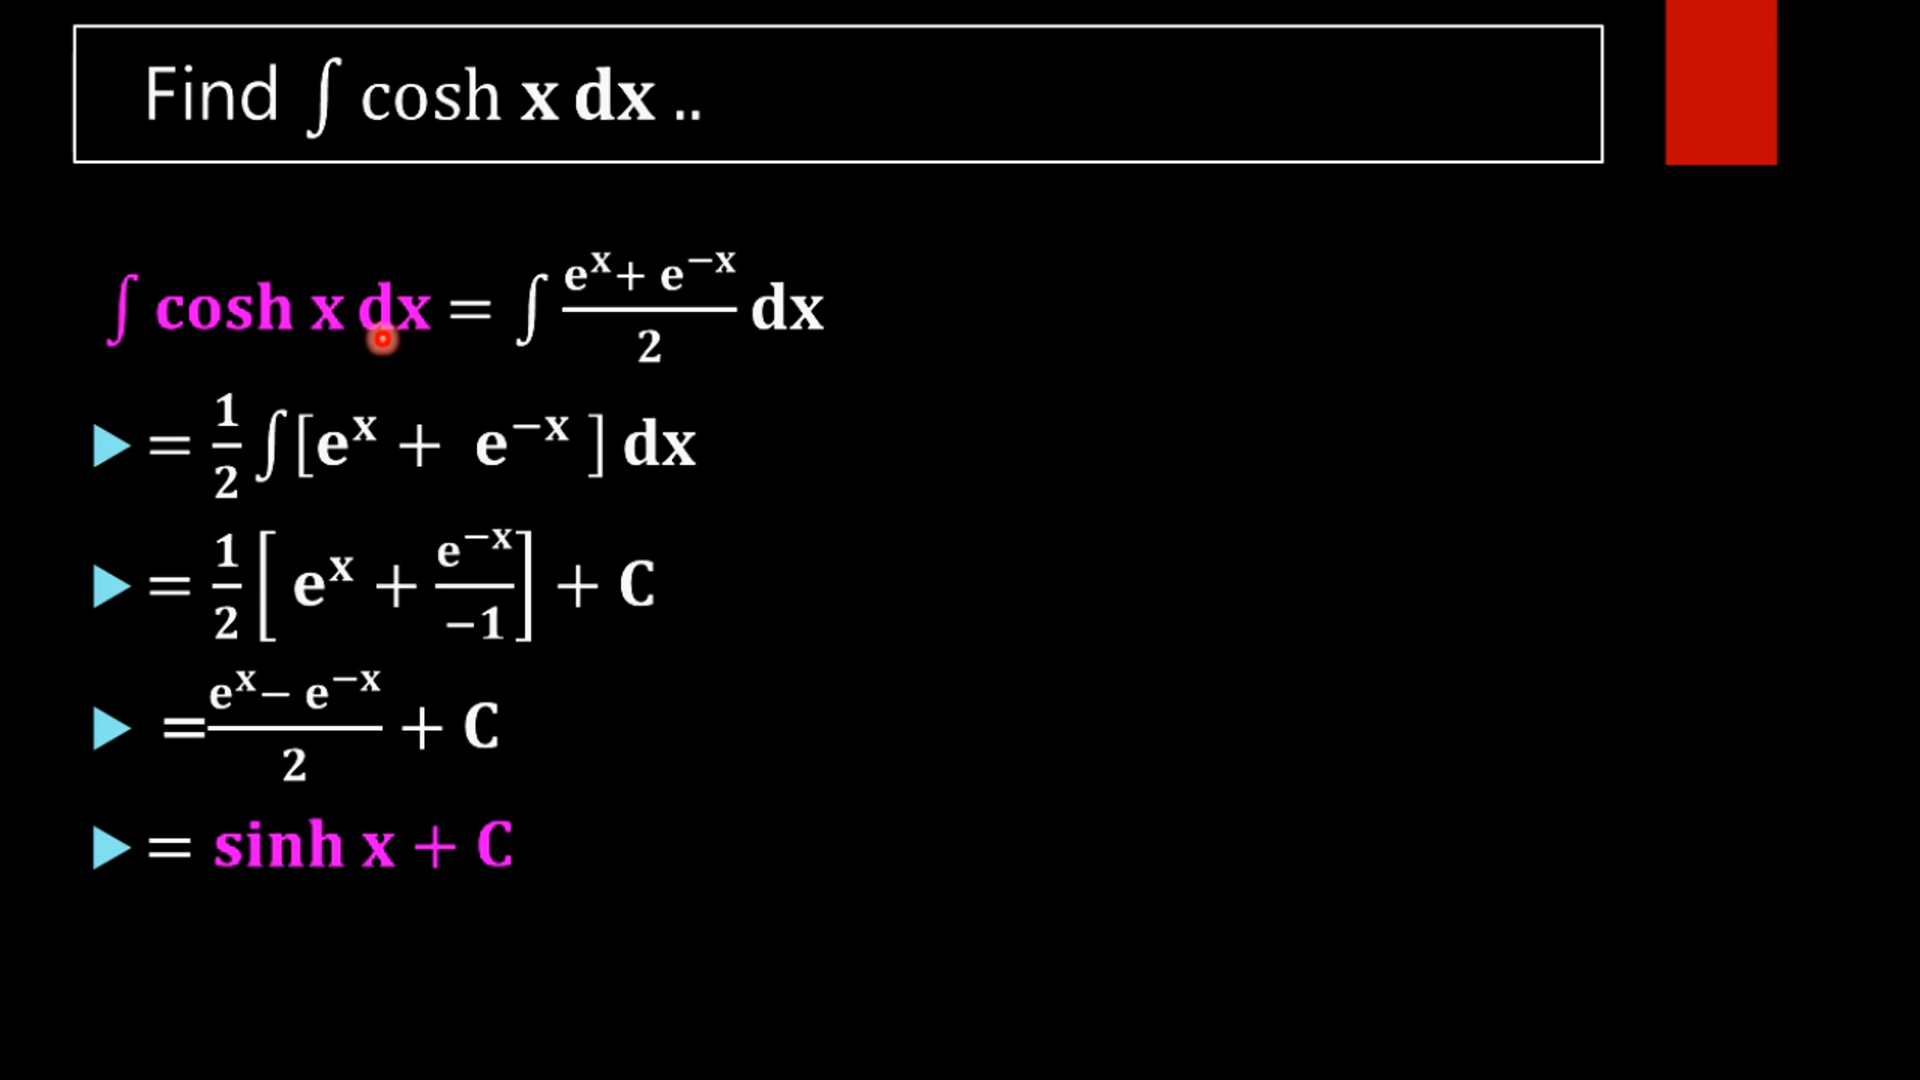 Find ∫ cosh x dx ..
∫ cosh x dx = ∫ (eˣ + e⁻ˣ)/2 dx
= 1/2 ∫[eˣ + e⁻ˣ ] dx
= 1/2 [ eˣ + e⁻ˣ/−1 ] + C
= (eˣ − e⁻ˣ)/2 + C
= sinh x + C